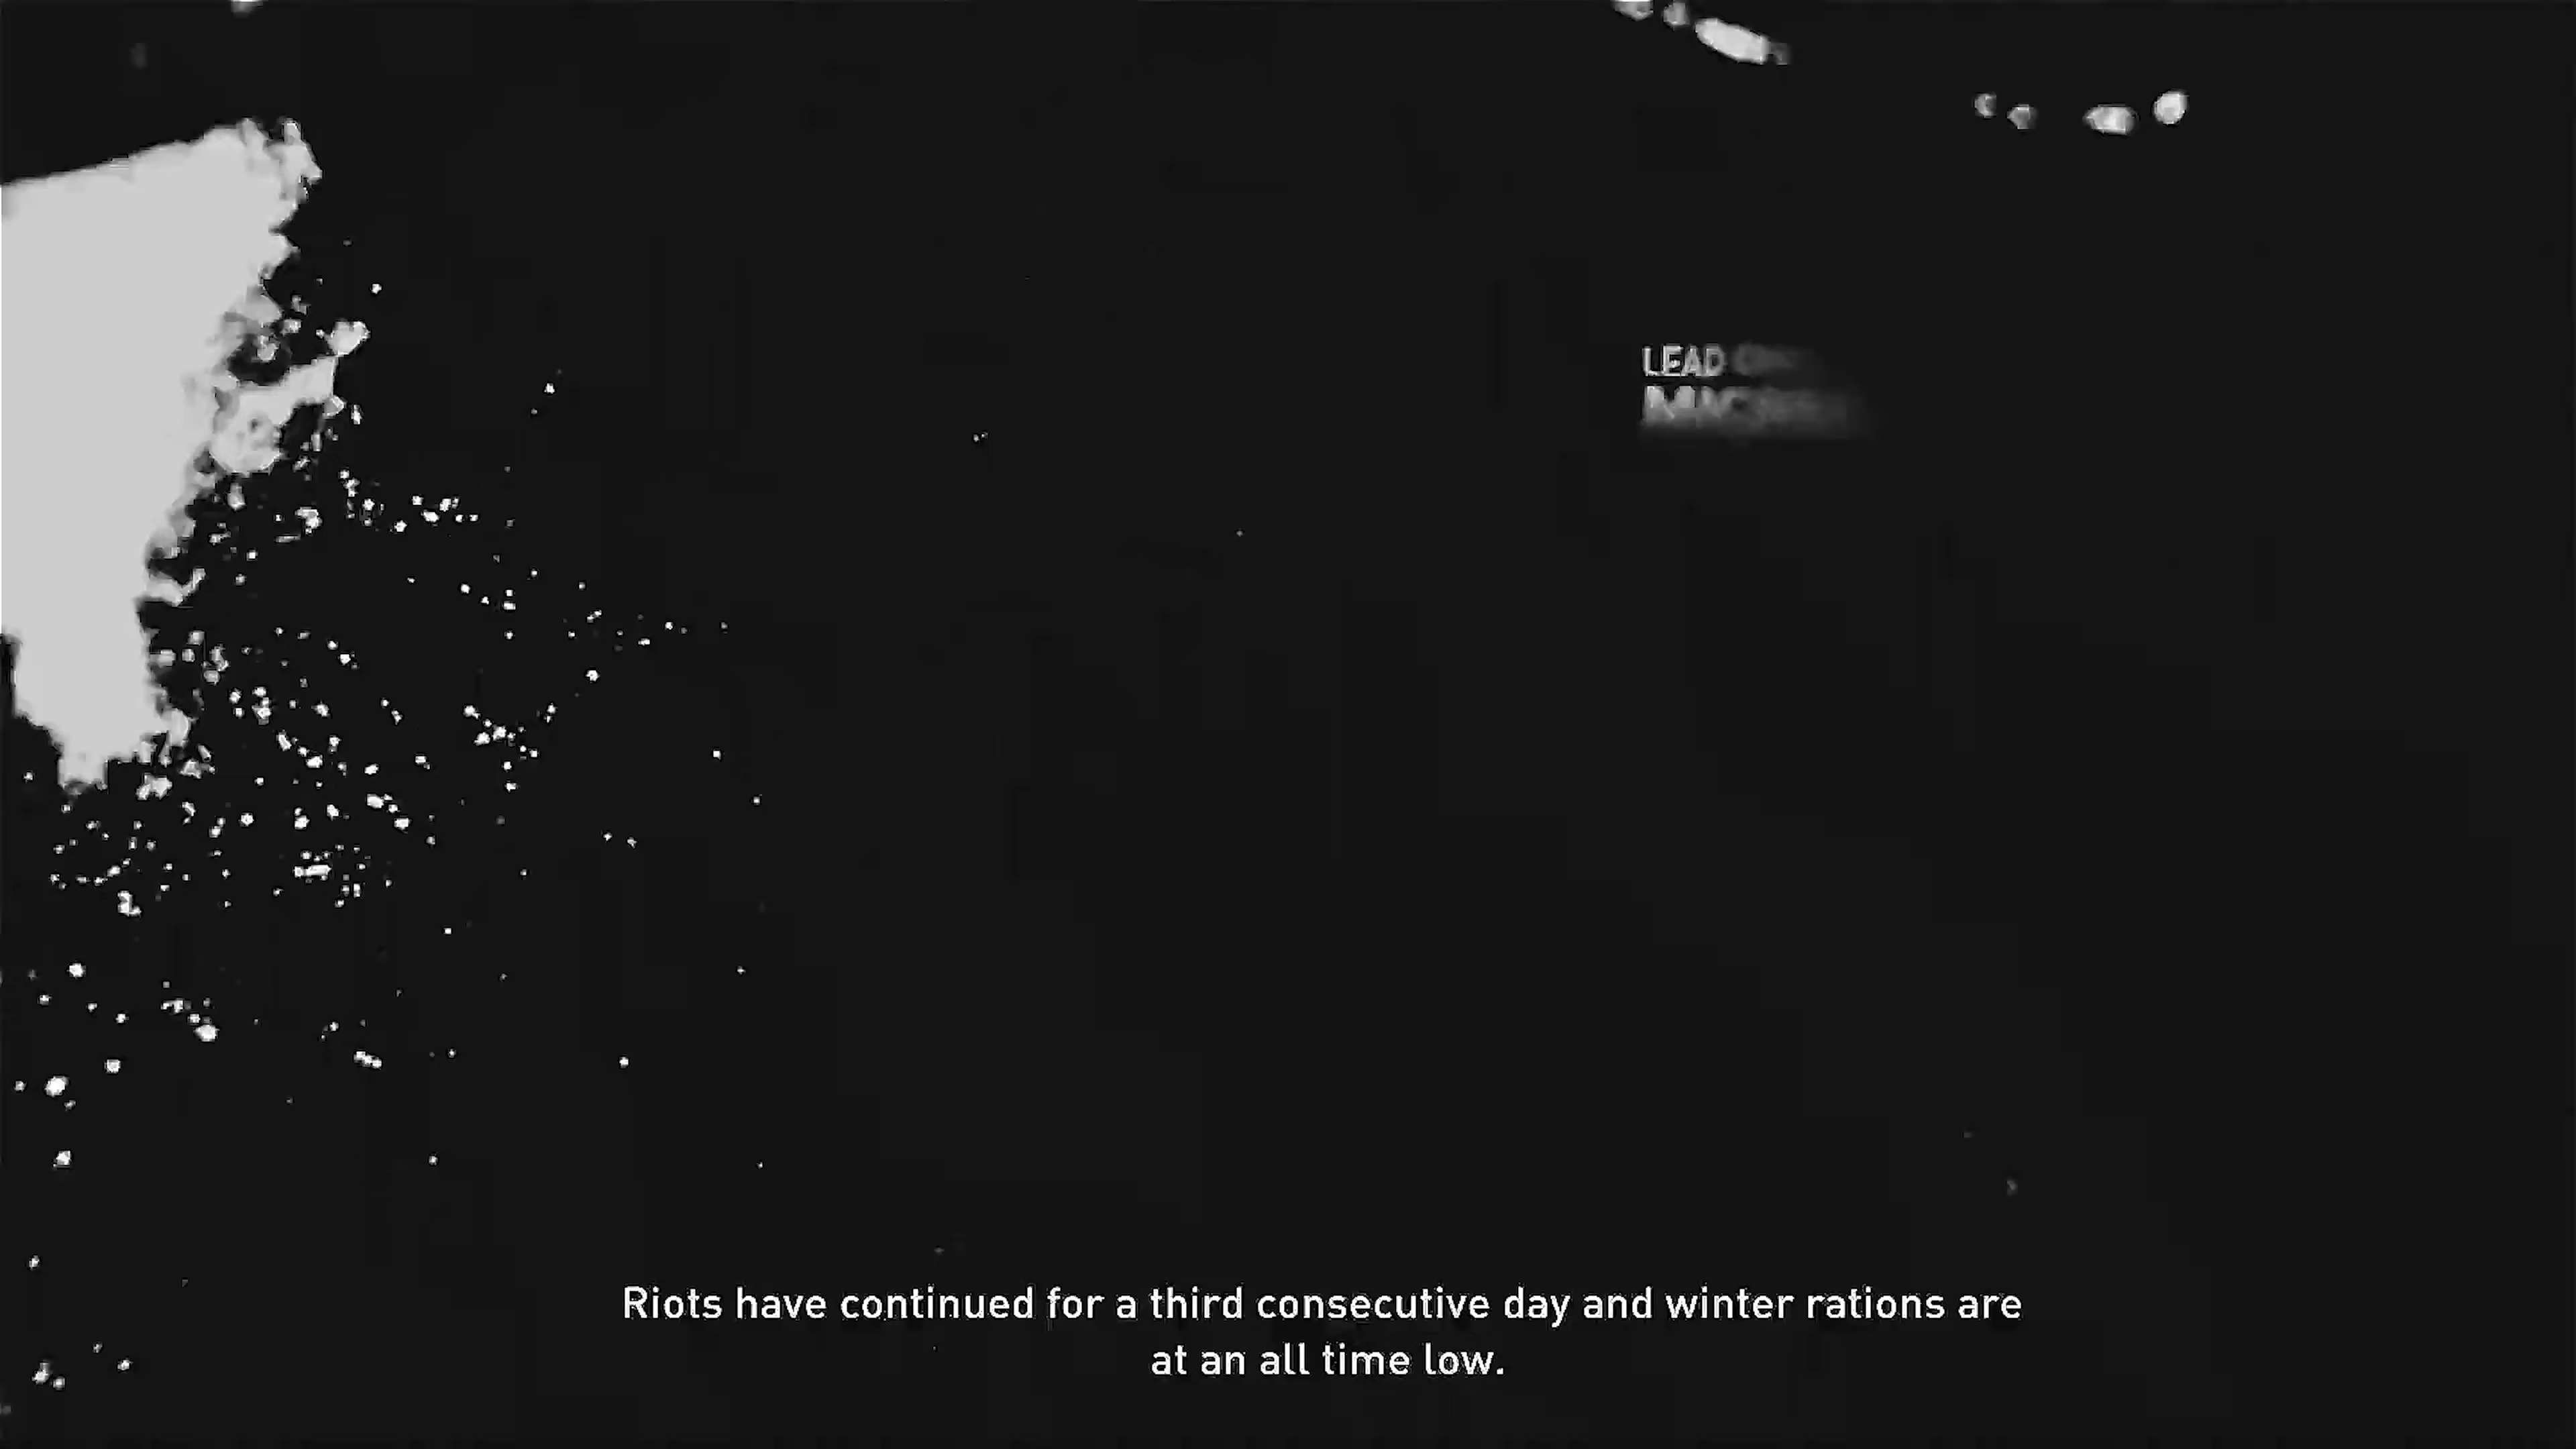 LEAD
Riots have continued for a third consecutive day and winter rations are
at an all time low.